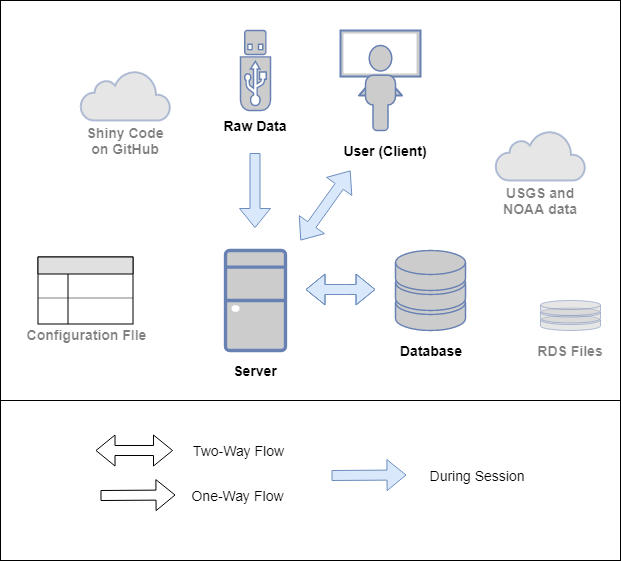 Raw Data
Shiny Code
on GitHub
User (Client)
USGS and
NOAA data
Configuration FIle
Database
RDS Files
Server
Two-Way Flow
During Session
One-Way Flow